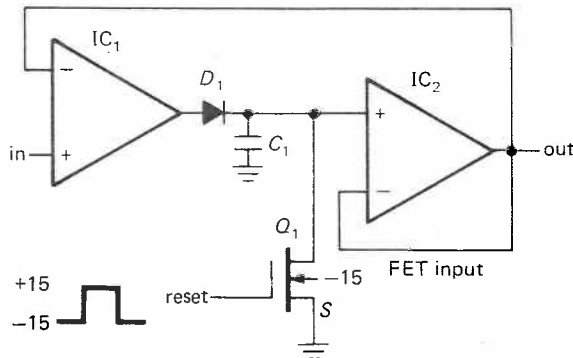 IC1
D1
IC2
−
+
in
C1
+
−
out
Q1
FET input
−15
+15
−15
reset
S